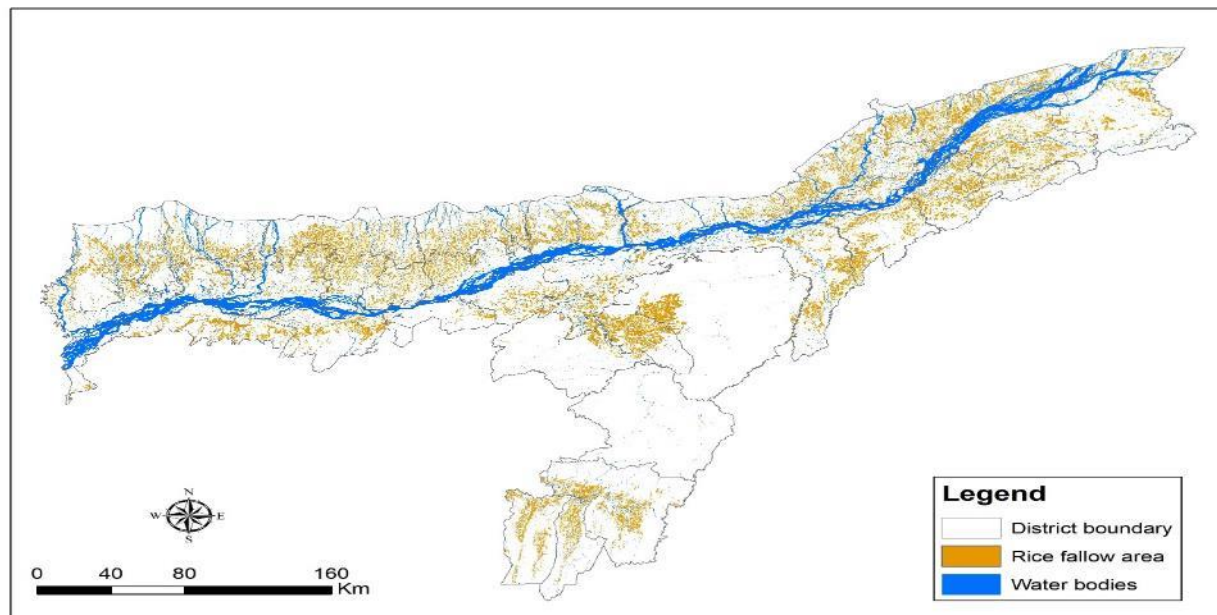 N
W E
S
0 40 80 160
Km
Legend
District boundary
Rice fallow area
Water bodies